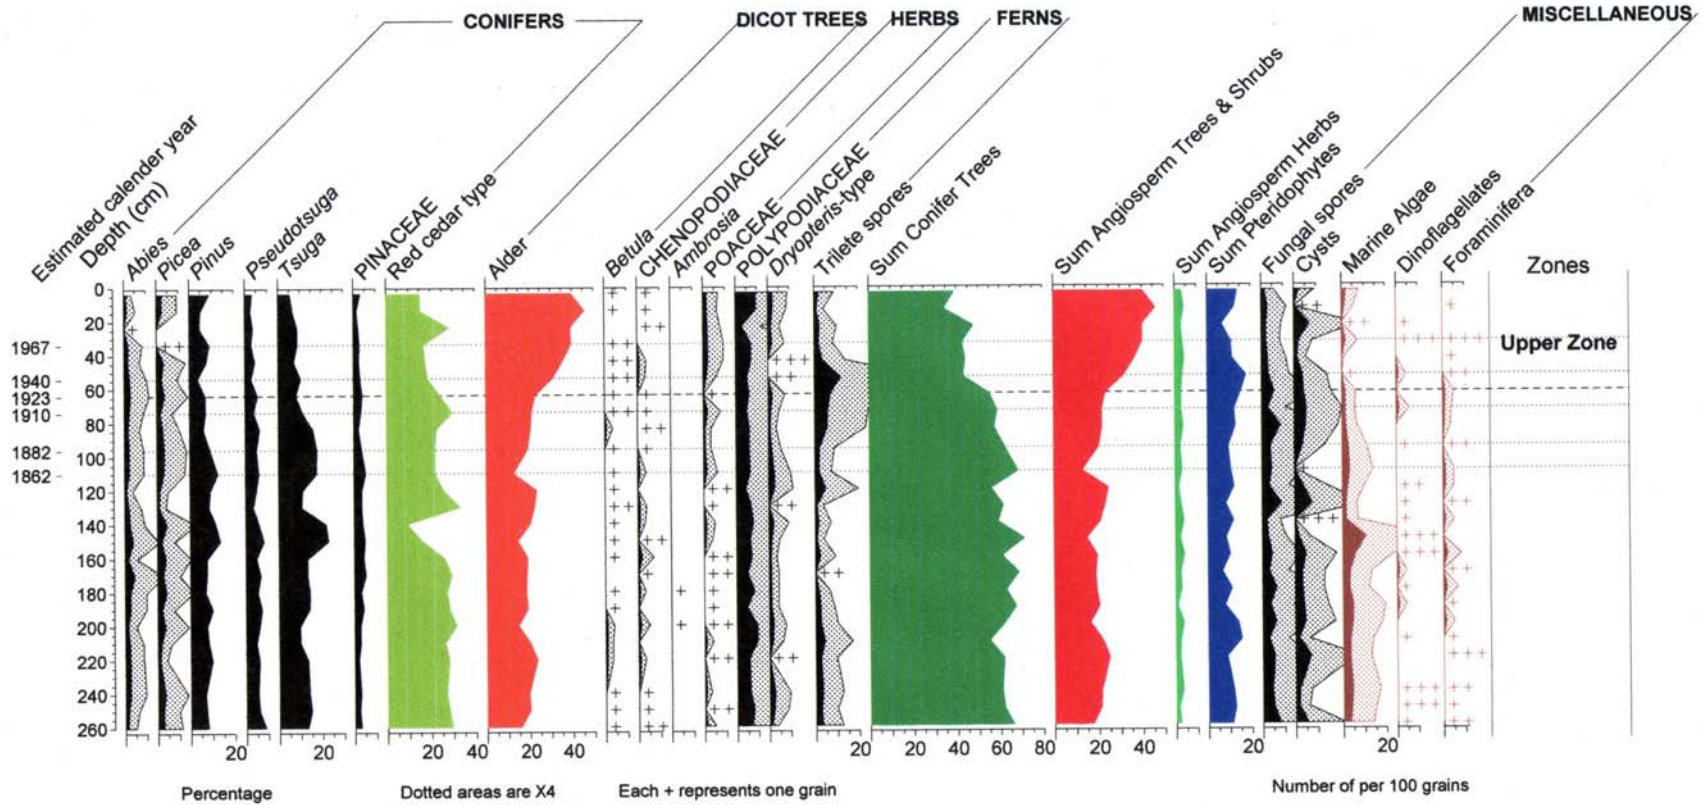 CONIFERS DICOT TREES HERBS FERNS MISCELLANEOUS
Estimated calender year
Depth (cm)
Abies
Picea
Pinus
Pseudotsuga
Tsuga
PINACEAE
Red cedar type
Alder
Betula
CHENOPODIACEAE
Ambrosia
POACEAE
POLYPODIACEAE
Dryopteris-type
Trilete spores
Sum Conifer Trees
Sum Angiosperm Trees & Shrubs
Sum Angiosperm Herbs
Sum Pteridophytes
Fungal spores
Cysts
Marine Algae
Dinoflagellates
Foraminifera
Zones
0
20
1967 - 40
Upper Zone
1940 - 60
1923 -
1910 - 80
1882 - 100
1862 - 120
140
160
180
200
220
240
260
20 20 20 40 20 40 20 20 40 60 80 20 40 20 20
Percentage Dotted areas are X4 Each + represents one grain Number of per 100 grains